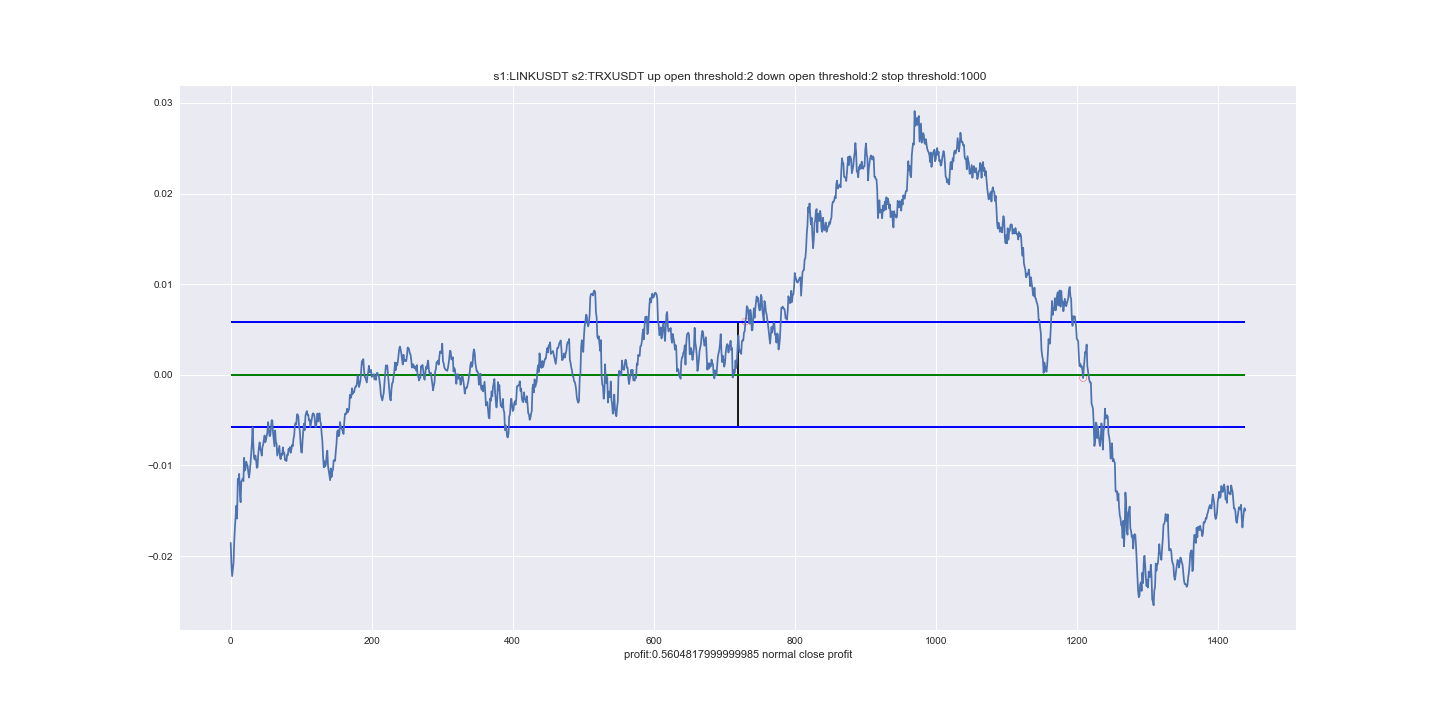 s1:LINKUSDT s2:TRXUSDT up open threshold:2 down open threshold:2 stop threshold:1000
0.03
0.02
0.01
0.00
−0.01
−0.02
0 200 400 600 800 1000 1200 1400
profit:0.5604817999999985 normal close profit